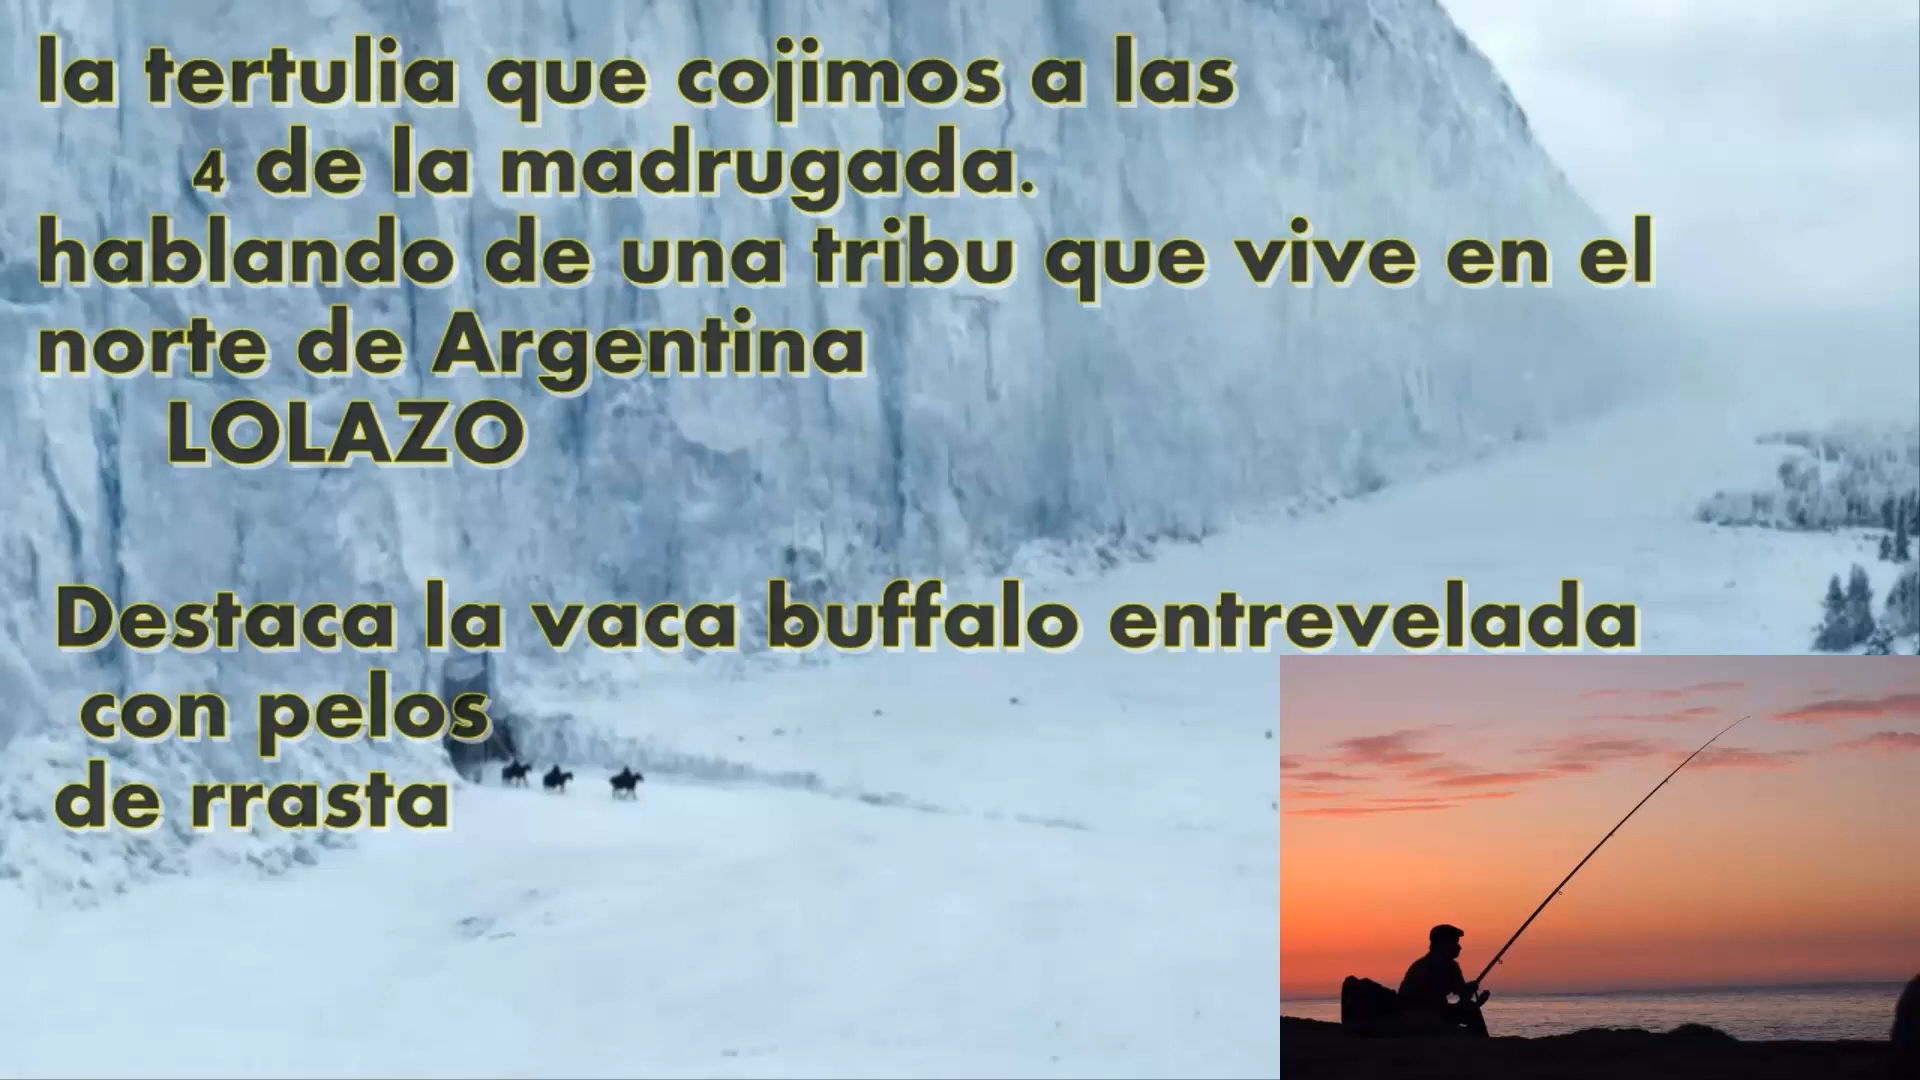 la tertulia que cojimos a las
4 de la madrugada.
hablando de una tribu que vive en el
norte de Argentina
LOLAZO
Destaca la vaca buffalo entrevelada
con pelos
de rrasta